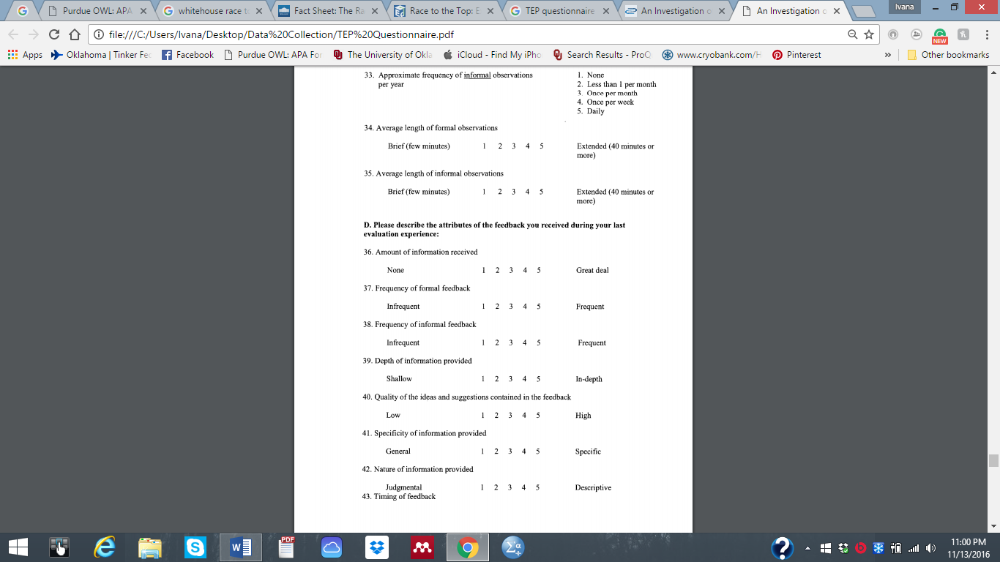 Ivana
Purdue OWL: APA
whitehouse race to
Fact Sheet: The Ra
Race to the Top: E
TEP questionnaire
An Investigation o
An Investigation o
file:///C:/Users/Ivana/Desktop/Data%20Collection/TEP%20Questionnaire.pdf
NEW
Apps
Oklahoma | Tinker Fed
Facebook
Purdue OWL: APA For
The University of Okla
iCloud - Find My iPho
Search Results - ProQ
www.cryobank.com/H
Pinterest
»
Other bookmarks
33. Approximate frequency of informal observations
per year
1. None
2. Less than 1 per month
3. Once per month
4. Once per week
5. Daily
34. Average length of formal observations
Brief (few minutes) 1 2 3 4 5 Extended (40 minutes or
more)
35. Average length of informal observations
Brief (few minutes) 1 2 3 4 5 Extended (40 minutes or
more)
D. Please describe the attributes of the feedback you received during your last
evaluation experience:
36. Amount of information received
None 1 2 3 4 5 Great deal
37. Frequency of formal feedback
Infrequent 1 2 3 4 5 Frequent
38. Frequency of informal feedback
Infrequent 1 2 3 4 5 Frequent
39. Depth of information provided
Shallow 1 2 3 4 5 In-depth
40. Quality of the ideas and suggestions contained in the feedback
Low 1 2 3 4 5 High
41. Specificity of information provided
General 1 2 3 4 5 Specific
42. Nature of information provided
Judgmental 1 2 3 4 5 Descriptive
43. Timing of feedback
PDF
Σα
11:00 PM
11/13/2016